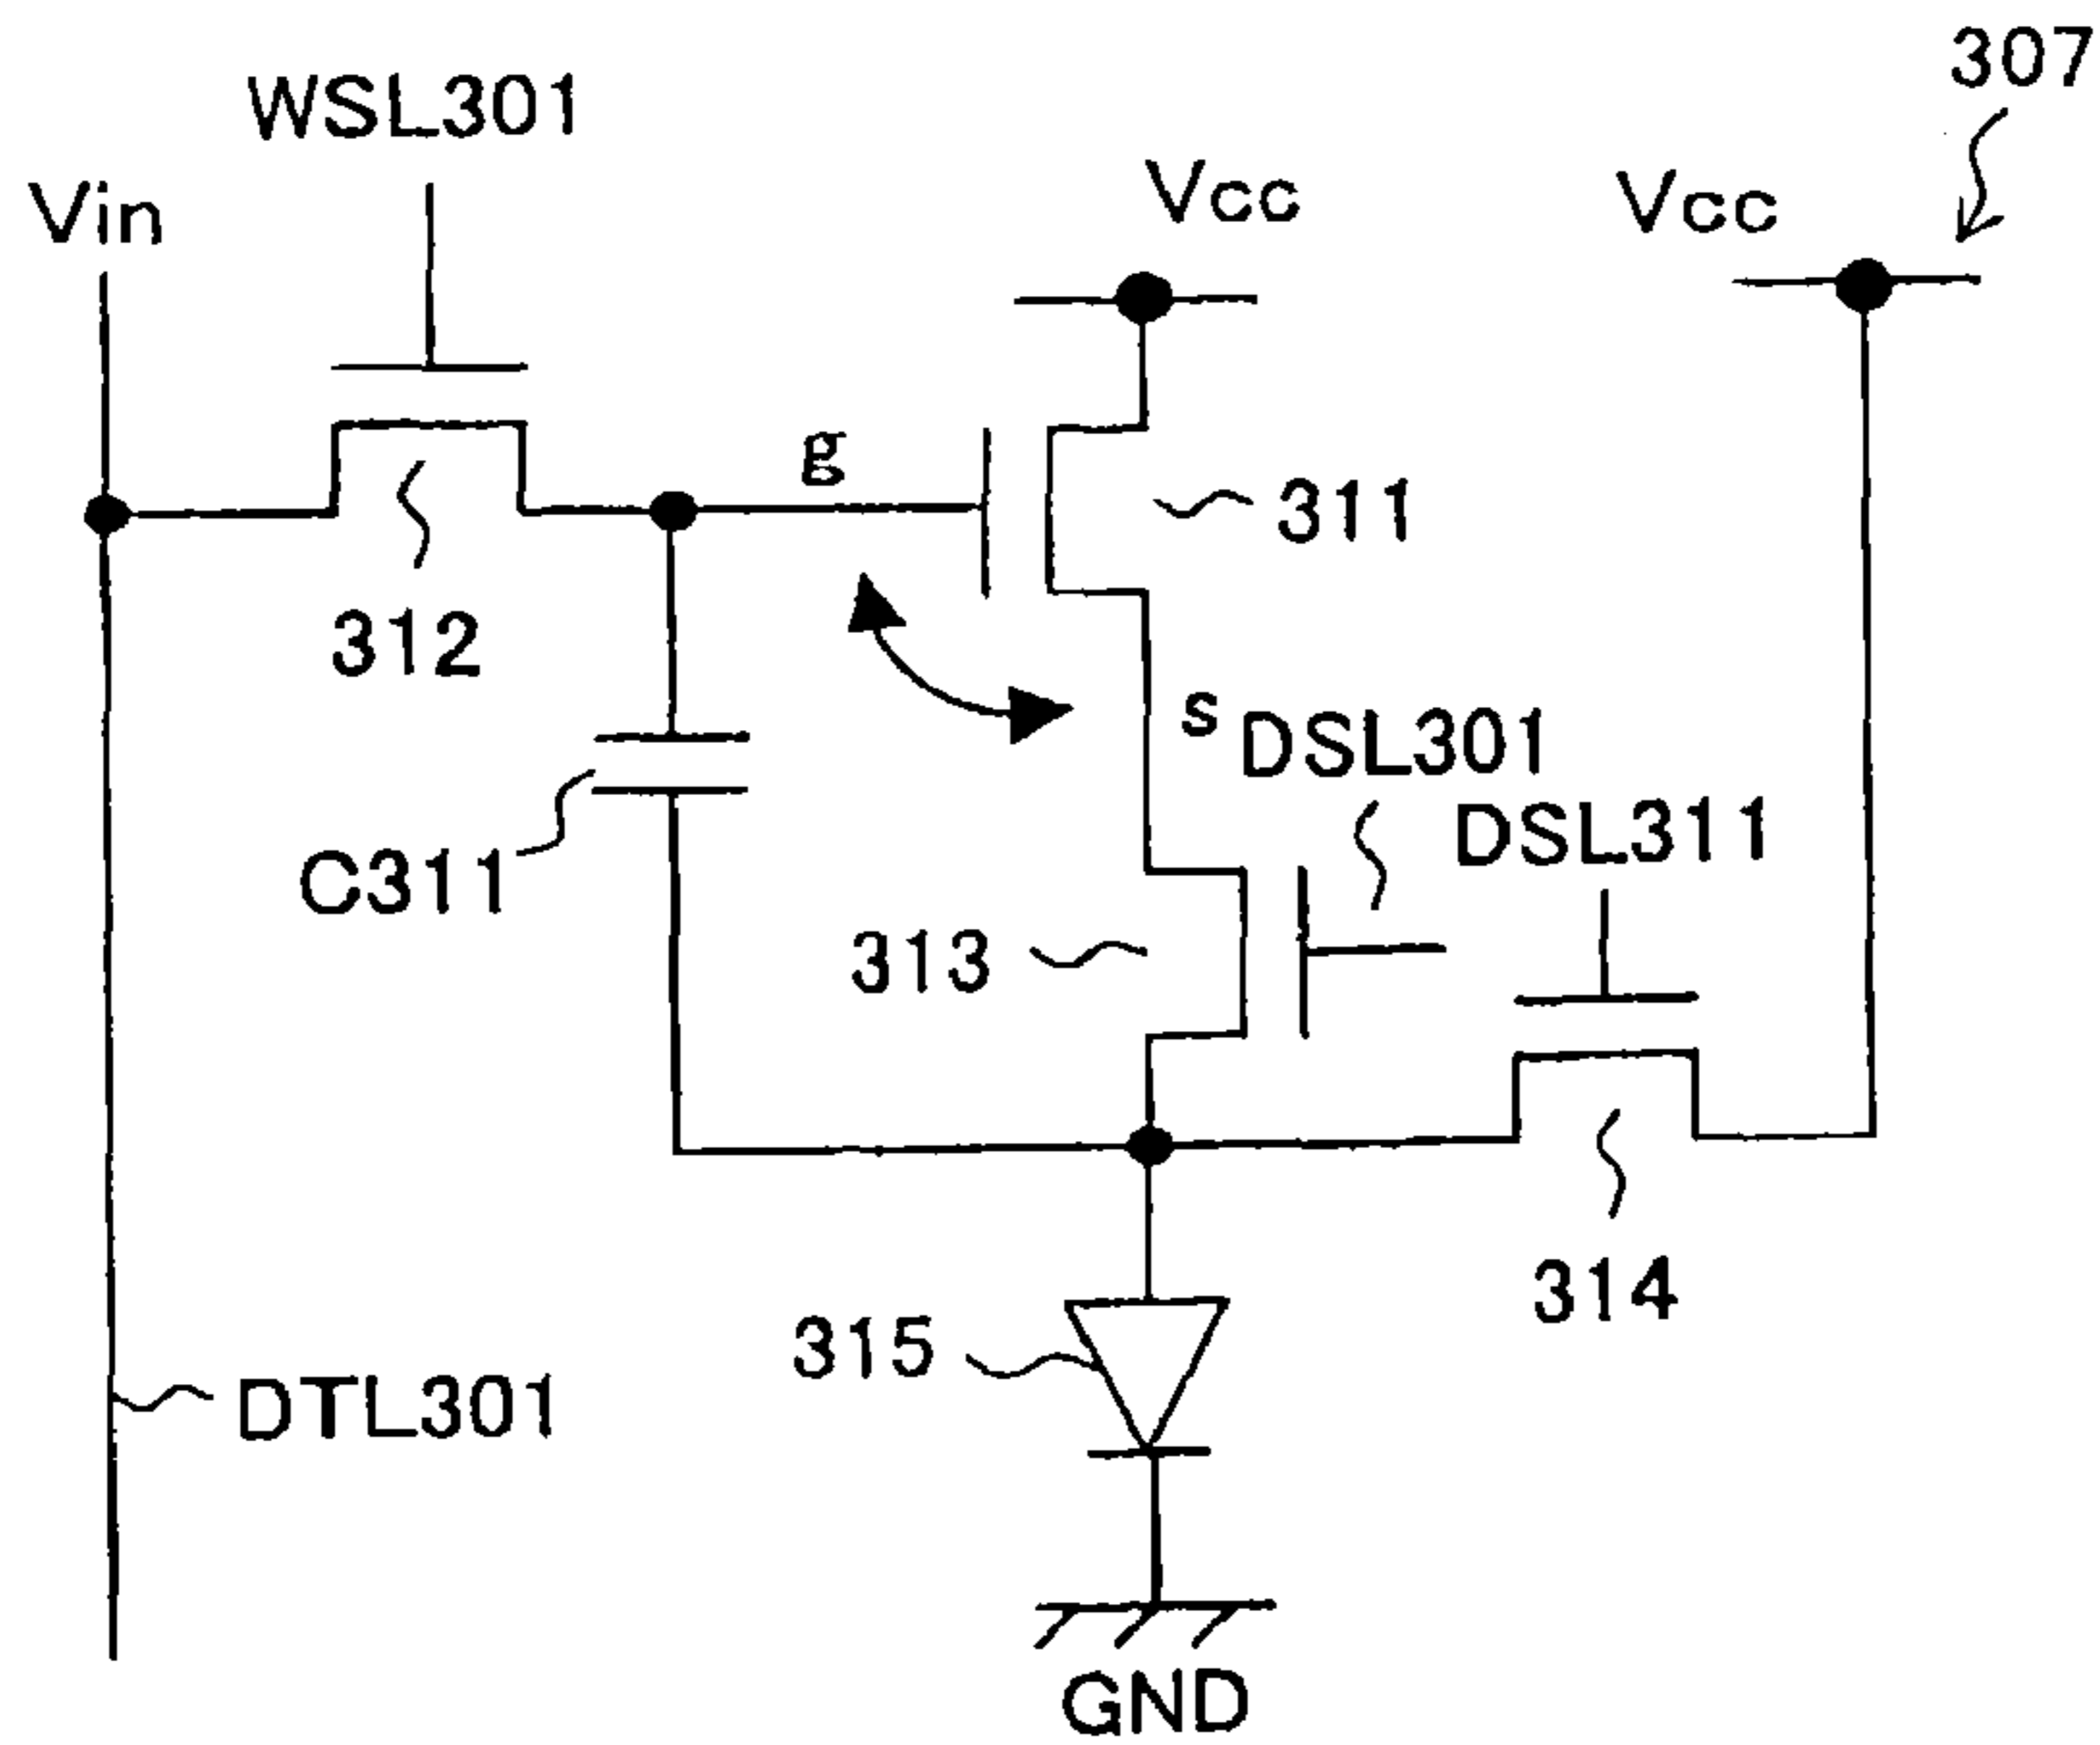 307
WSL301
Vcc
Vcc
Vin
g
311
312
s
DSL301
DSL311
C311
313
314
315
DTL301
GND